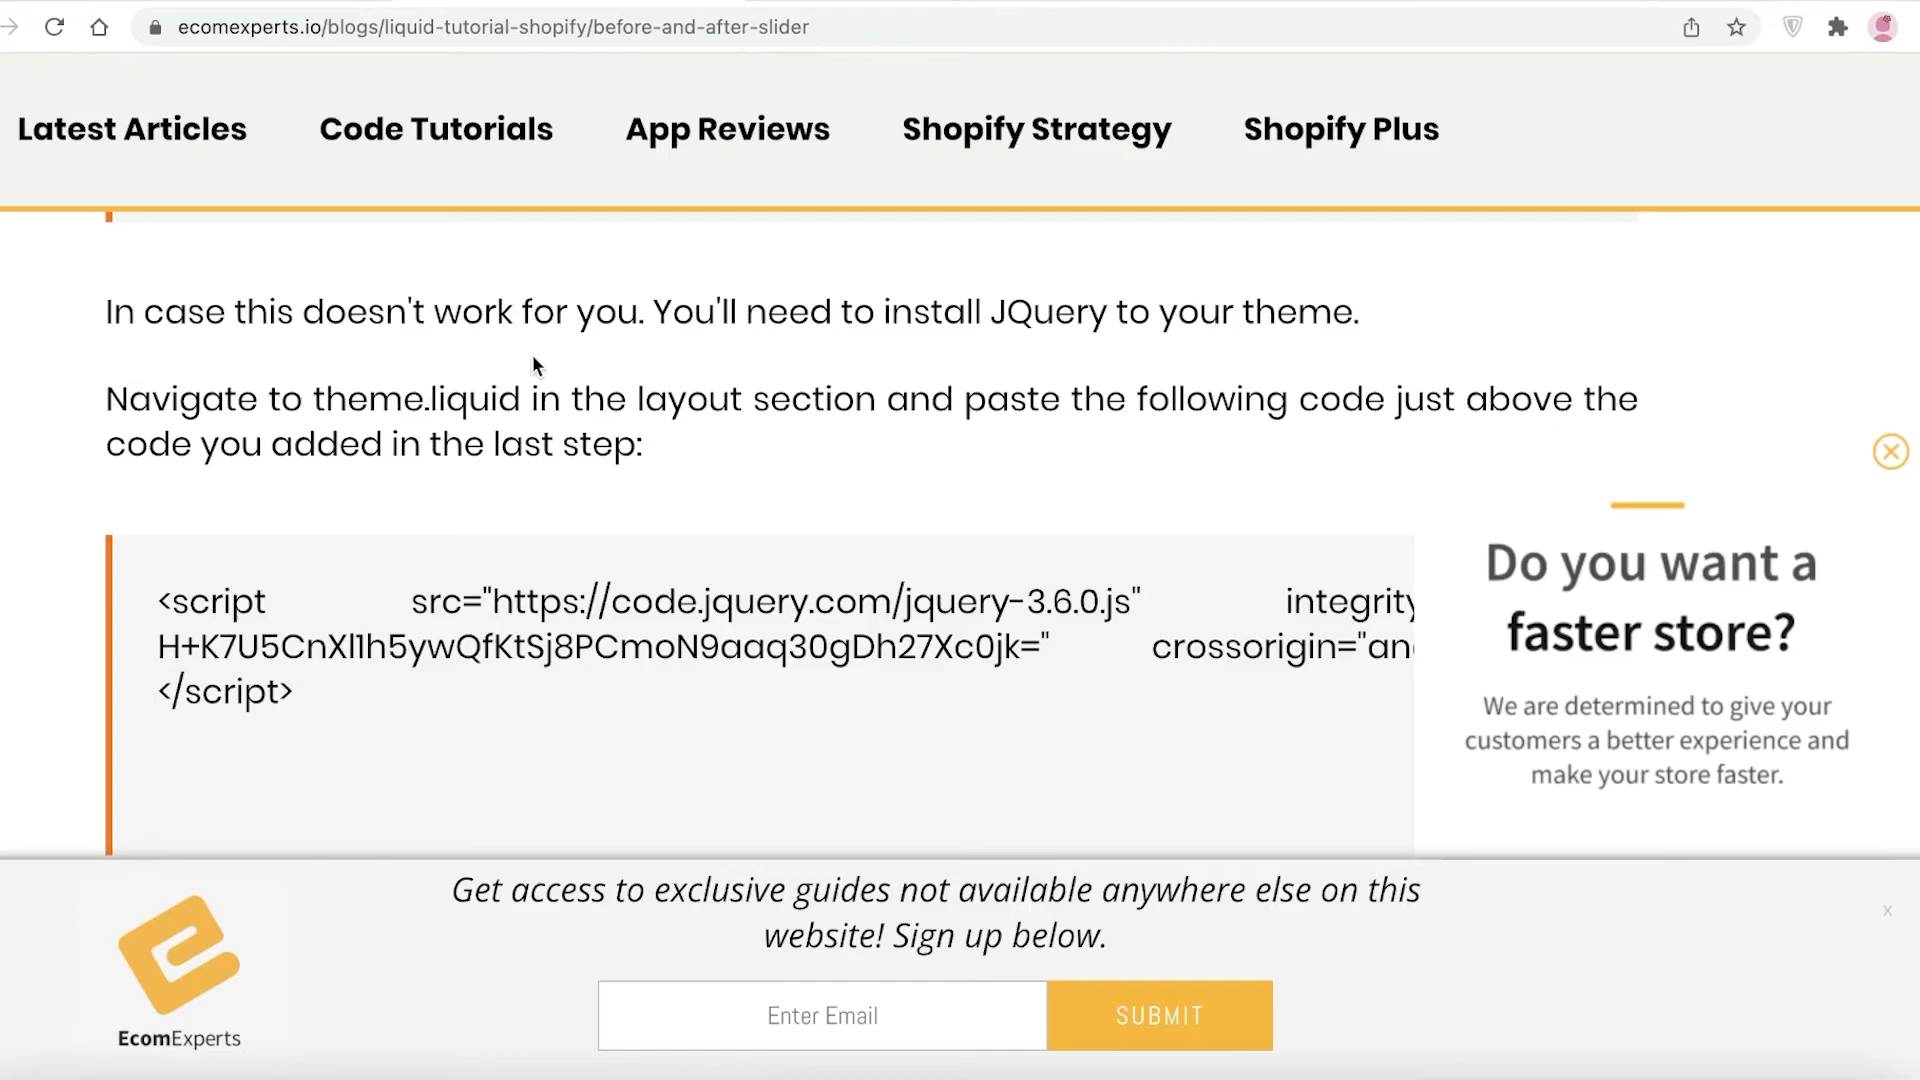 ecomexperts.io/blogs/liquid-tutorial-shopify/before-and-after-slider
Latest Articles Code Tutorials App Reviews Shopify Strategy Shopify Plus
In case this doesn't work for you. You'll need to install JQuery to your theme.
Navigate to theme.liquid in the layout section and paste the following code just above the
code you added in the last step:
<script src="https://code.jquery.com/jquery-3.6.0.js" integrity
H+K7U5CnXl1h5ywQfKtSj8PCmoN9aaq30gDh27Xc0jk=" crossorigin="an
</script>
Do you want a
faster store?
We are determined to give your
customers a better experience and
make your store faster.
Get access to exclusive guides not available anywhere else on this
website! Sign up below.
Enter Email SUBMIT
x
EcomExperts